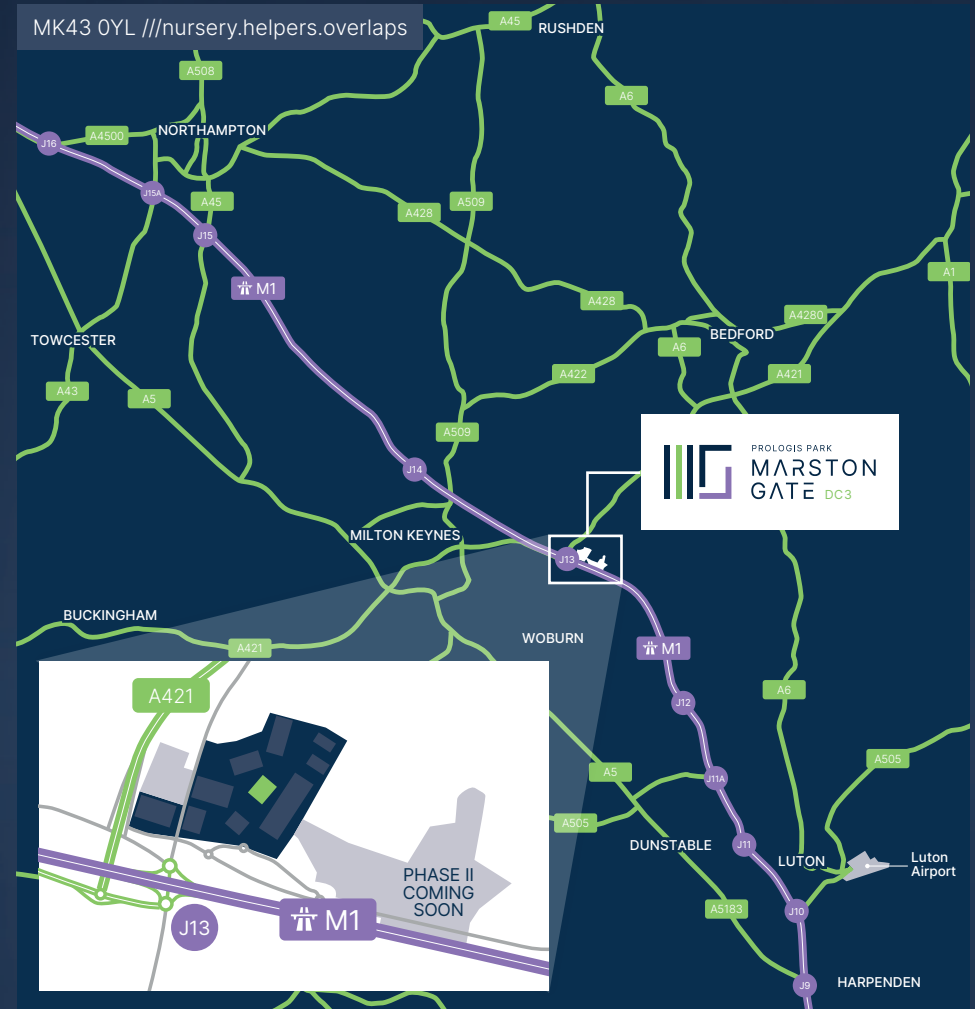 MK43 0YL ///nursery.helpers.overlaps
A45
RUSHDEN
A508
A6
A4500
NORTHAMPTON
J16
J15A
A45
A428
A509
J15
A1
M1
A428
A4280
TOWCESTER
BEDFORD
A6
A43
A5
A422
A421
A509
PROLOGIS PARK
MARSTON
GATE DC3
J14
MILTON KEYNES
J13
BUCKINGHAM
WOBURN
A421
M1
A421
A6
J12
A505
A5
J11A
A505
DUNSTABLE
J11
LUTON
Luton
Airport
PHASE II
COMING
SOON
A5183
J10
J13
M1
J9
HARPENDEN